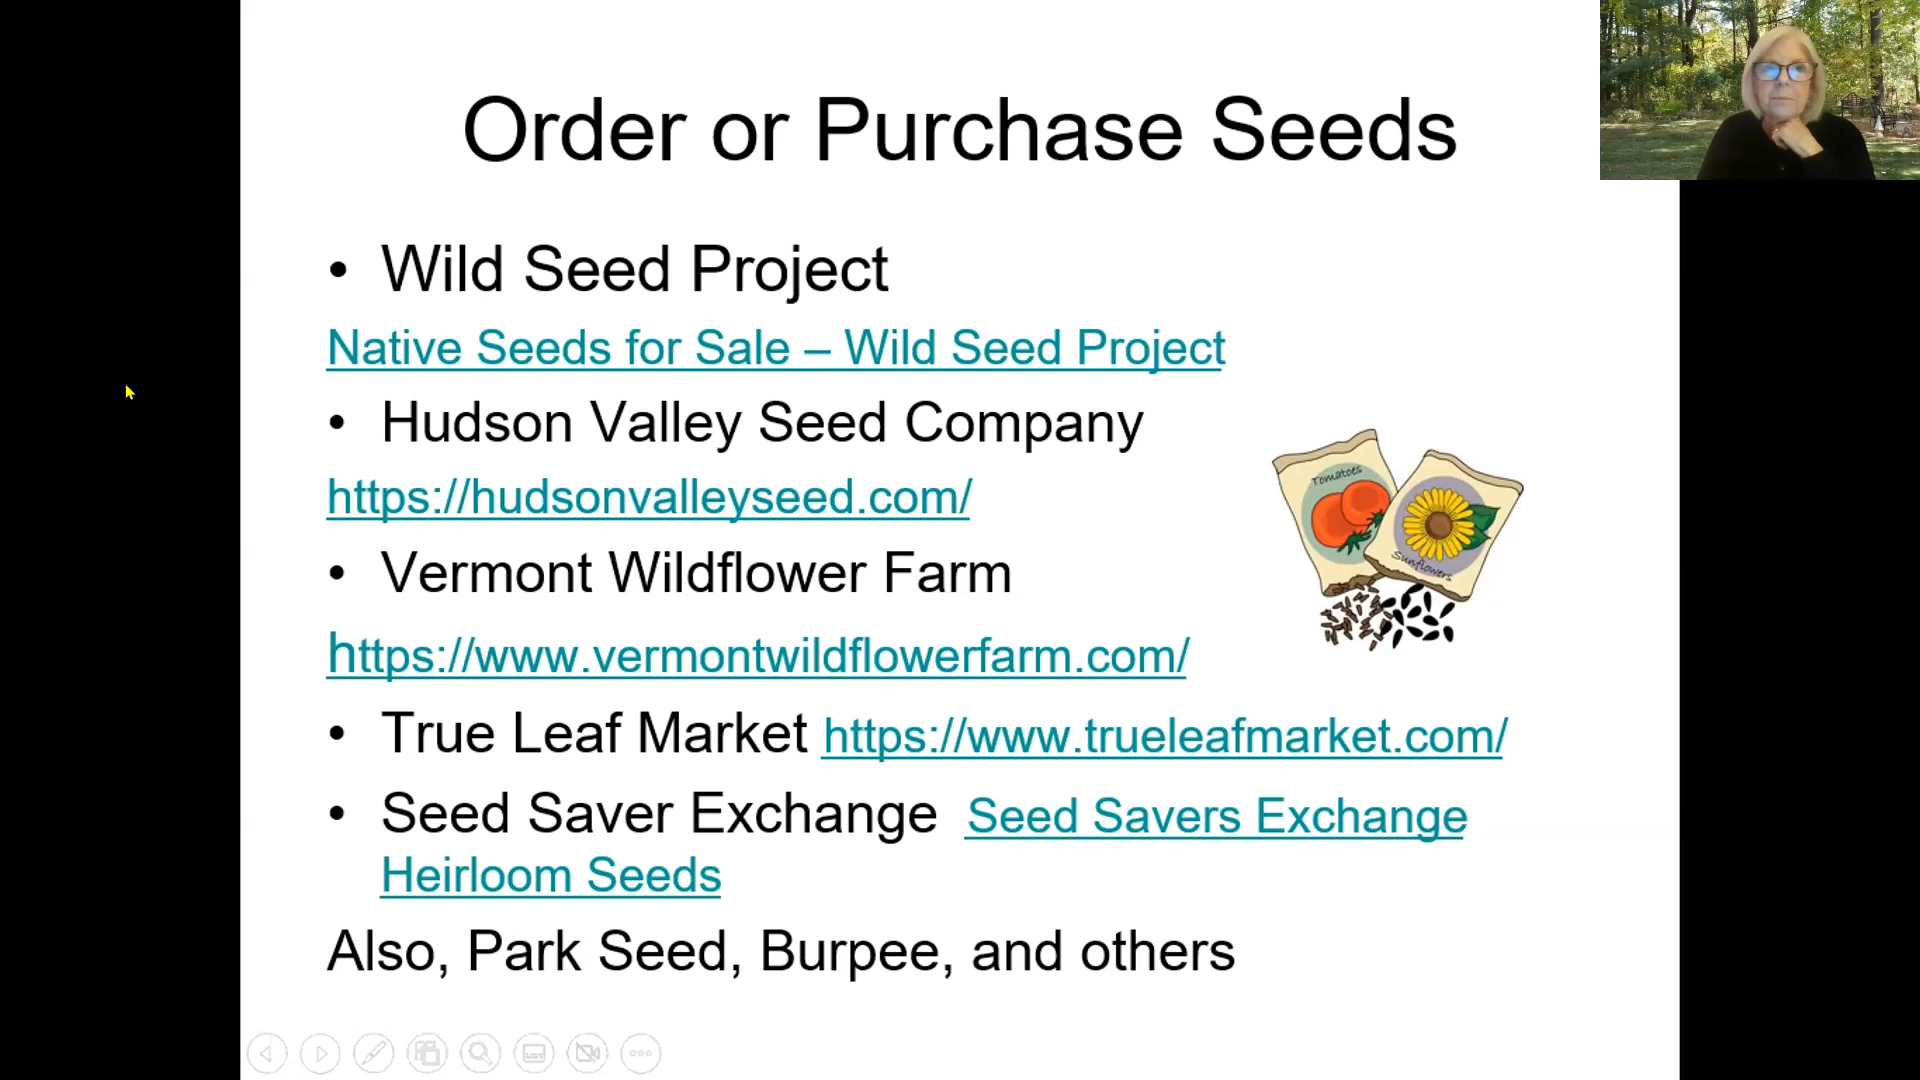 Order or Purchase Seeds
• Wild Seed Project
Native Seeds for Sale – Wild Seed Project
• Hudson Valley Seed Company
https://hudsonvalleyseed.com/
• Vermont Wildflower Farm
https://www.vermontwildflowerfarm.com/
• True Leaf Market https://www.trueleafmarket.com/
• Seed Saver Exchange Seed Savers Exchange
Heirloom Seeds
Also, Park Seed, Burpee, and others
Tomatoes
Sunflowers